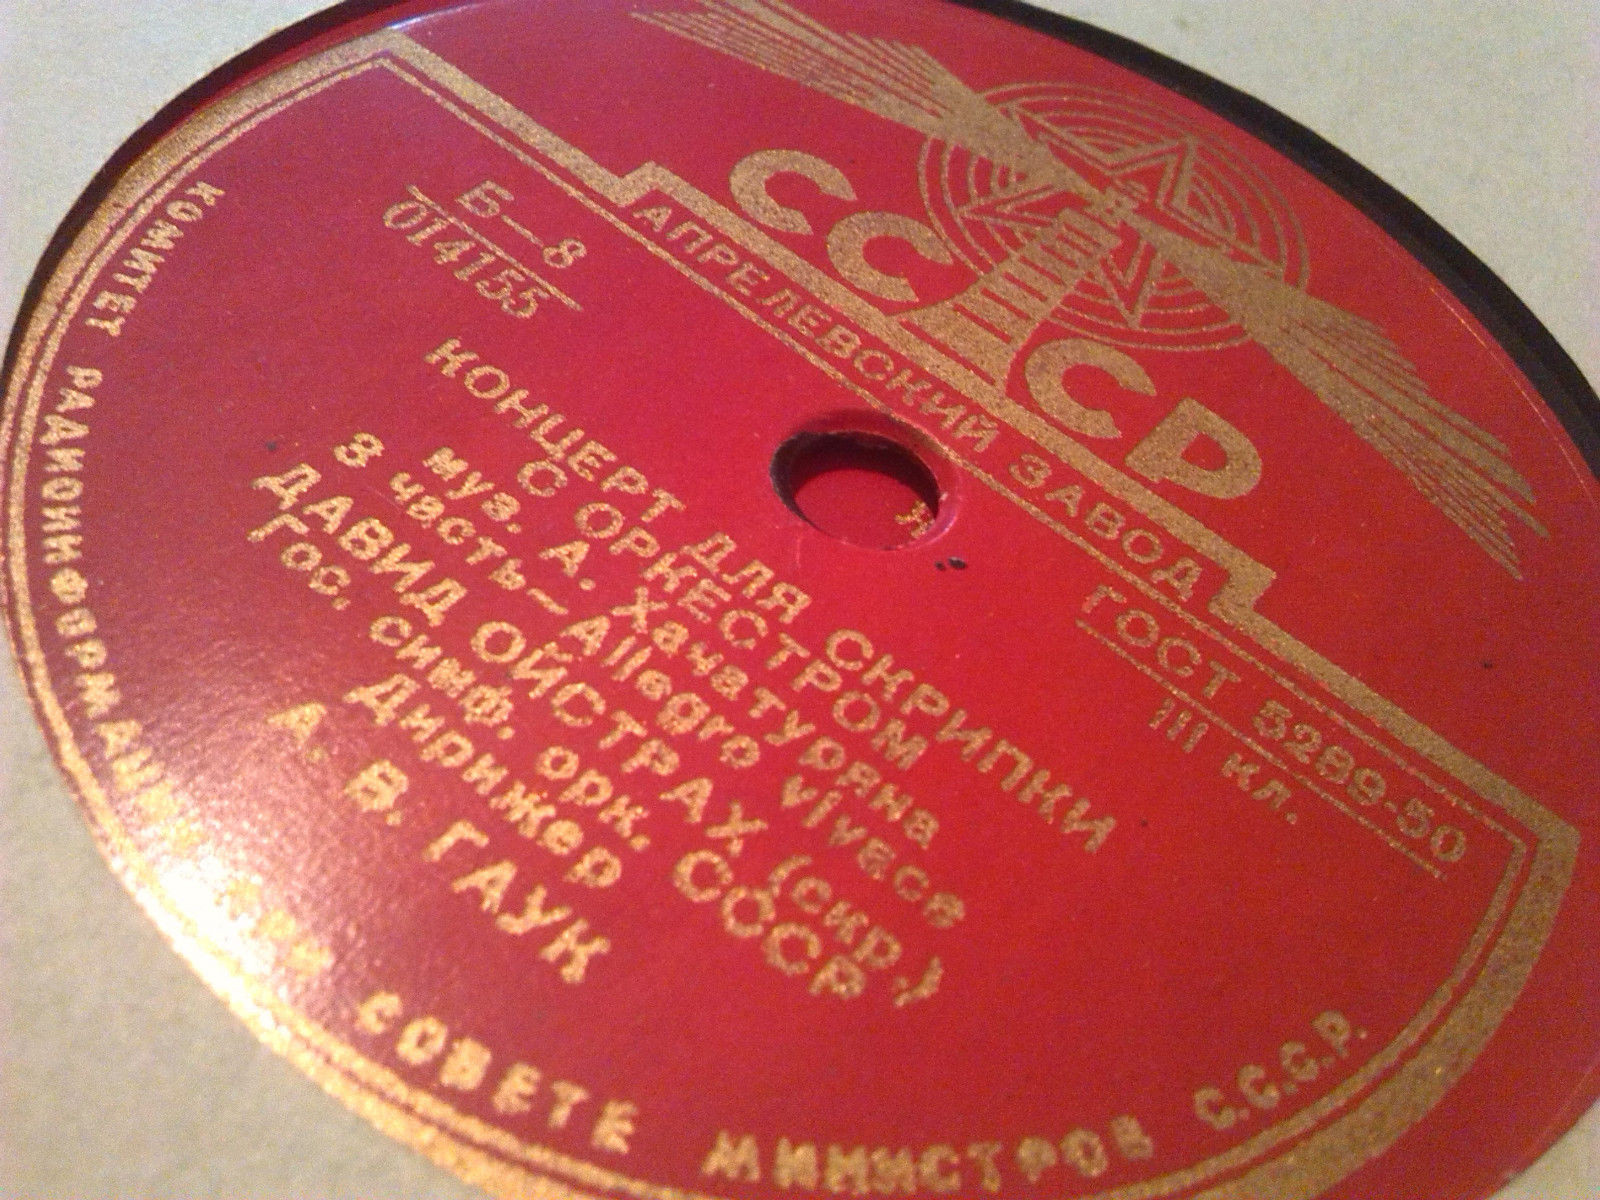 СССР
АПРЕЛЕВСКИЙ ЗАВОД
Б—8
014155
ГОСТ 5289-50
III КЛ.
КОНЦЕРТ ДЛЯ СКРИПКИ
С ОРКЕСТРОМ
муз. А. Хачатуряна
3 часть—Allegro vivace
ДАВИД ОЙСТРАХ (скр.)
Гос. симф. орк. СССР
Дирижер
А. В. ГАУК
КОМИТЕТ РАДИОИНФОРМАЦИИ СОВЕТЕ МИНИСТРОВ С.С.С.Р.